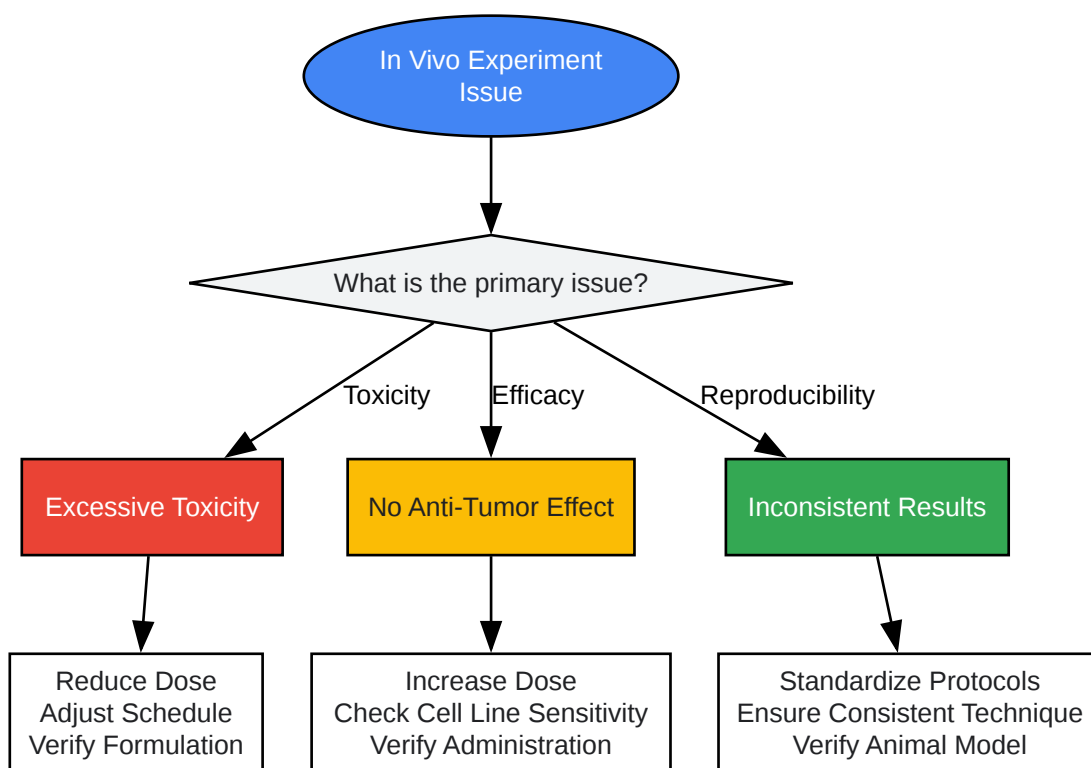 In Vivo Experiment
Issue
What is the primary issue?
Toxicity
Efficacy
Reproducibility
Excessive Toxicity
No Anti-Tumor Effect
Inconsistent Results
Reduce Dose
Adjust Schedule
Verify Formulation
Increase Dose
Check Cell Line Sensitivity
Verify Administration
Standardize Protocols
Ensure Consistent Technique
Verify Animal Model